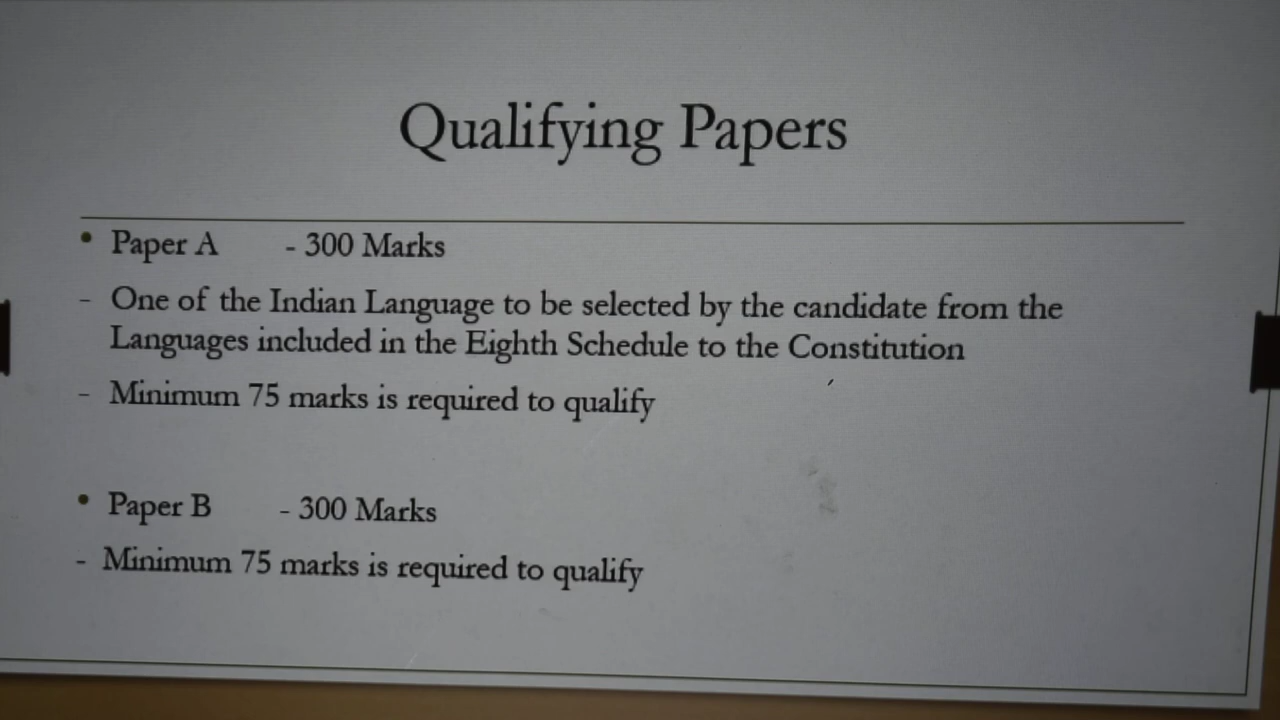 Qualifying Papers
• Paper A - 300 Marks
- One of the Indian Language to be selected by the candidate from the
Languages included in the Eighth Schedule to the Constitution
- Minimum 75 marks is required to qualify
• Paper B - 300 Marks
- Minimum 75 marks is required to qualify